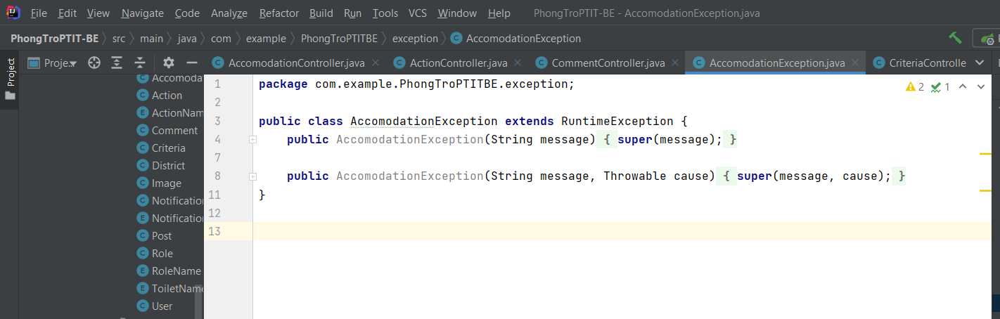 File Edit View Navigate Code Analyze Refactor Build Run Tools VCS Window Help PhongTroPTIT-BE - AccomodationException.java
PhongTroPTIT-BE src main java com example PhongTroPTITBE exception AccomodationException
Project
Proje... AccomodationController.java ActionController.java CommentController.java AccomodationException.java CriteriaControlle
Accomoda
Action
ActionNam
Comment
Criteria
District
Image
Notification
Notification
Post
Role
RoleName
ToiletName
User
2 1
1 package com.example.PhongTroPTITBE.exception;
2
3 public class AccomodationException extends RuntimeException {
4 public AccomodationException(String message) { super(message); }
7
8 public AccomodationException(String message, Throwable cause) { super(message, cause); }
11 }
12
13